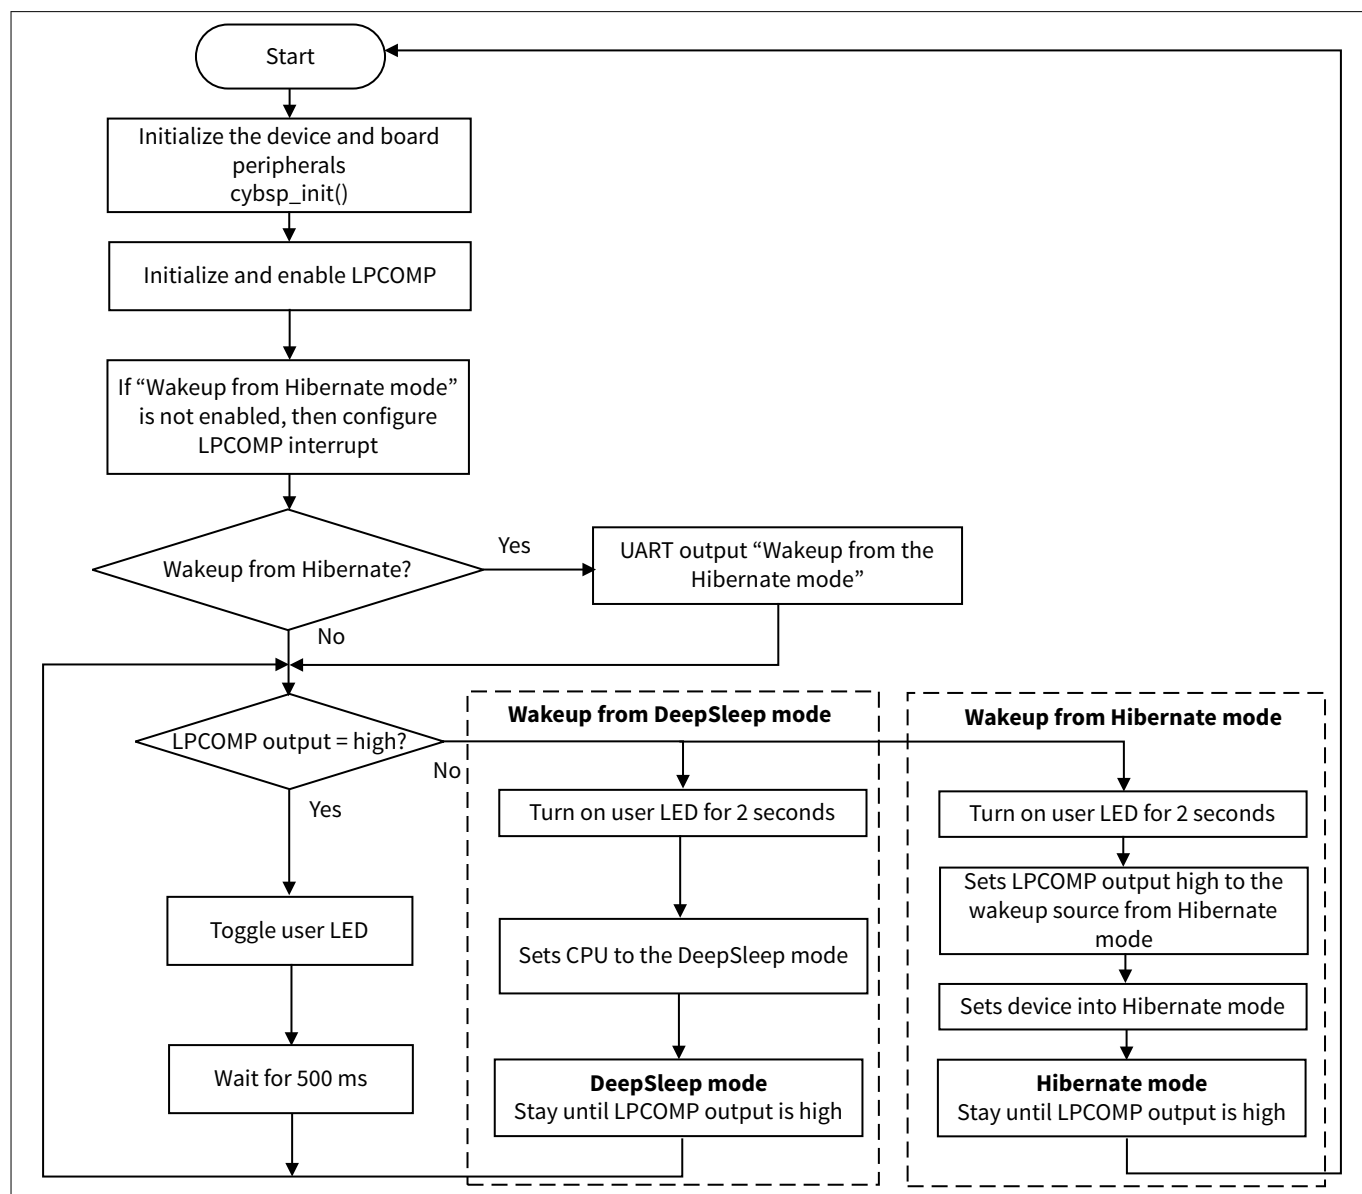 Start
Initialize the device and board
peripherals
cybsp_init()
Initialize and enable LPCOMP
If “Wakeup from Hibernate mode”
is not enabled, then configure
LPCOMP interrupt
Wakeup from Hibernate?
Yes
UART output “Wakeup from the
Hibernate mode”
No
LPCOMP output = high?
No
Yes
Toggle user LED
Wait for 500 ms
Wakeup from DeepSleep mode
Turn on user LED for 2 seconds
Sets CPU to the DeepSleep mode
DeepSleep mode
Stay until LPCOMP output is high
Wakeup from Hibernate mode
Turn on user LED for 2 seconds
Sets LPCOMP output high to the
wakeup source from Hibernate
mode
Sets device into Hibernate mode
Hibernate mode
Stay until LPCOMP output is high